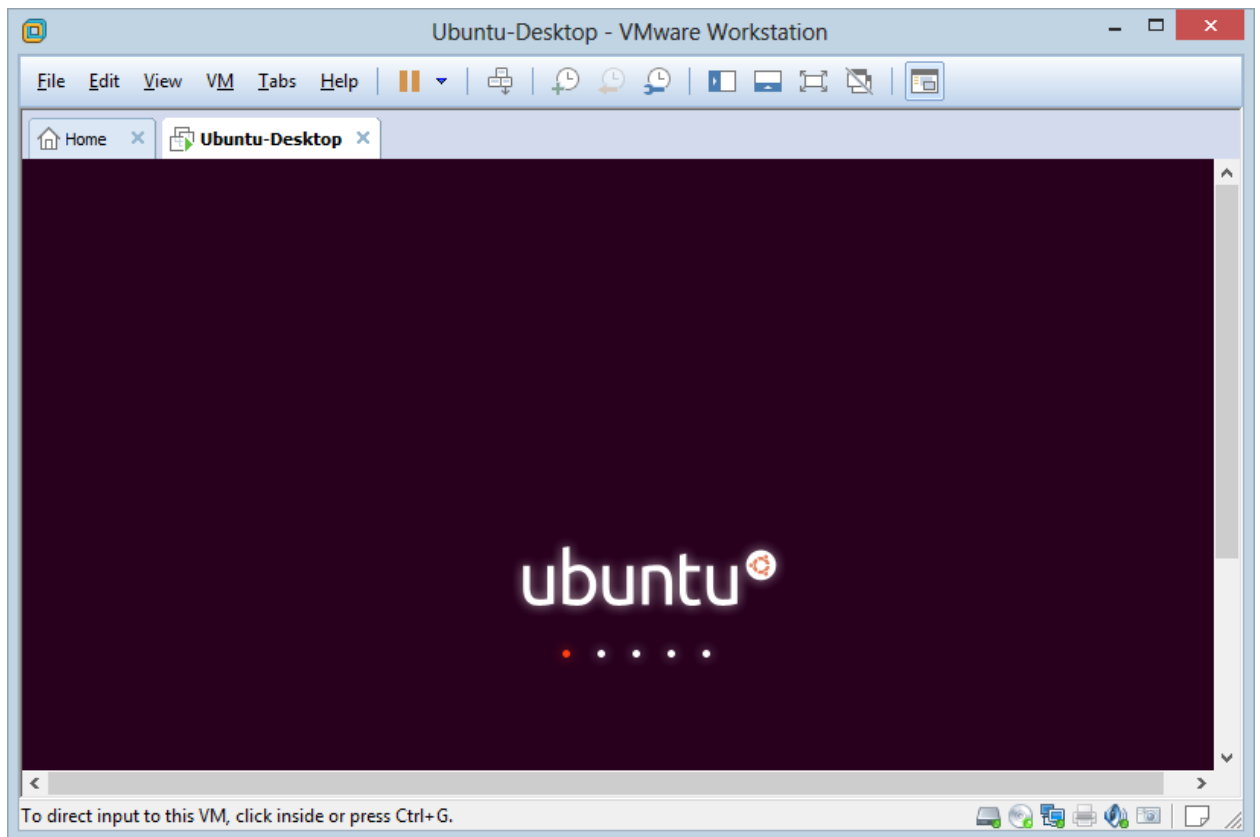 Ubuntu-Desktop - VMware Workstation
File Edit View VM Tabs Help
Home Ubuntu-Desktop
ubuntu
To direct input to this VM, click inside or press Ctrl+G.